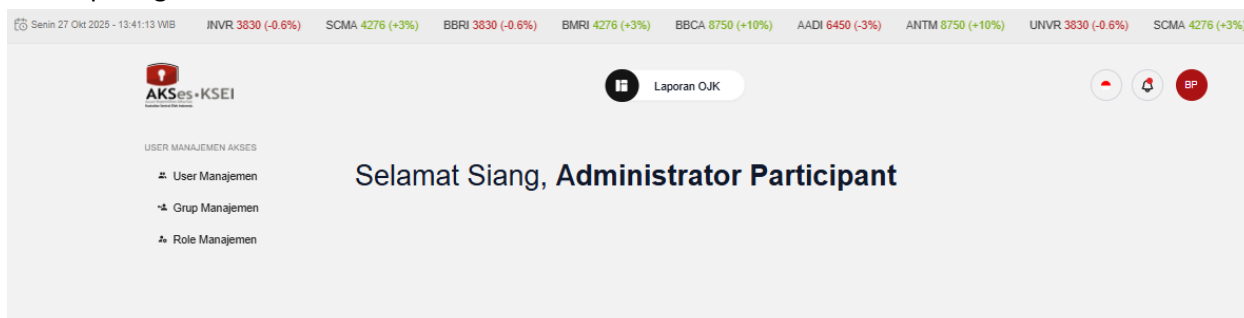 Senin 27 Okt 2025 - 13:41:13 WIB JNVR 3830 (-0.6%) SCMA 4276 (+3%) BBRI 3830 (-0.6%) BMRI 4276 (+3%) BBCA 8750 (+10%) AADI 6450 (-3%) ANTM 8750 (+10%) UNVR 3830 (-0.6%) SCMA 4276 (+3%
AKSes•KSEI
Laporan OJK
BP
USER MANAJEMEN AKSES
User Manajemen
Grup Manajemen
Role Manajemen
Selamat Siang, Administrator Participant